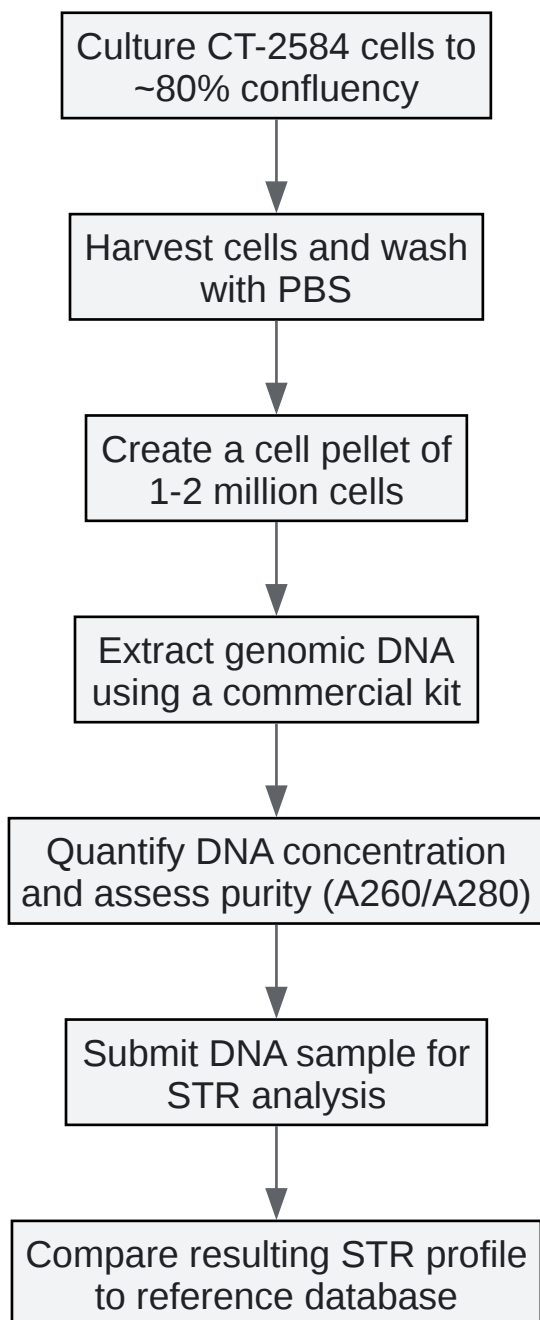 Culture CT-2584 cells to
~80% confluency
Harvest cells and wash
with PBS
Create a cell pellet of
1-2 million cells
Extract genomic DNA
using a commercial kit
Quantify DNA concentration
and assess purity (A260/A280)
Submit DNA sample for
STR analysis
Compare resulting STR profile
to reference database